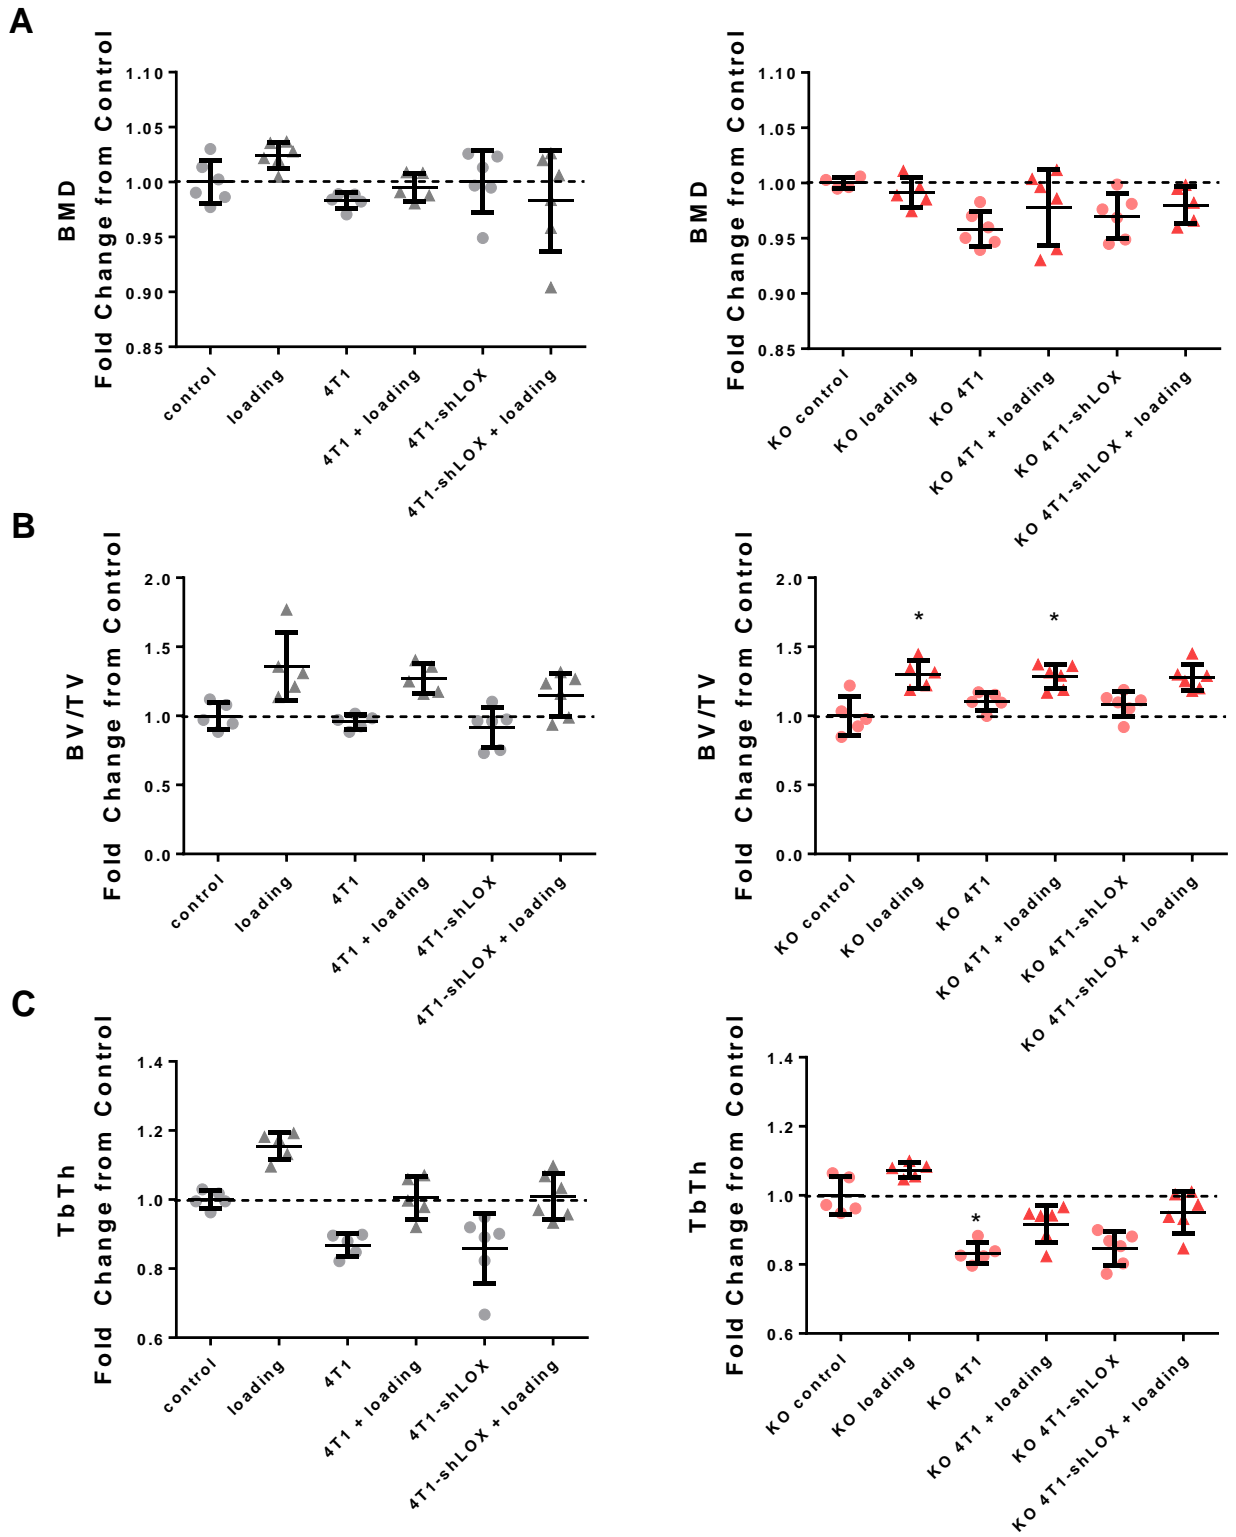 A
BMD
Fold Change from Control
1.10
1.05
1.00
0.95
0.90
0.85
control
loading
4T1
4T1 + loading
4T1-shLOX
4T1-shLOX + loading
BMD
Fold Change from Control
1.10
1.05
1.00
0.95
0.90
0.85
KO control
KO loading
KO 4T1
KO 4T1 + loading
KO 4T1-shLOX
KO 4T1-shLOX + loading
B
BV/TV
Fold Change from Control
2.0
1.5
1.0
0.5
0.0
control
loading
4T1
4T1 + loading
4T1-shLOX
4T1-shLOX + loading
BV/TV
Fold Change from Control
2.0
1.5
1.0
0.5
0.0
*
*
KO control
KO loading
KO 4T1
KO 4T1 + loading
KO 4T1-shLOX
KO 4T1-shLOX + loading
C
TbTh
Fold Change from Control
1.4
1.2
1.0
0.8
0.6
control
loading
4T1
4T1 + loading
4T1-shLOX
4T1-shLOX + loading
TbTh
Fold Change from Control
1.4
1.2
1.0
0.8
0.6
*
KO control
KO loading
KO 4T1
KO 4T1 + loading
KO 4T1-shLOX
KO 4T1-shLOX + loading